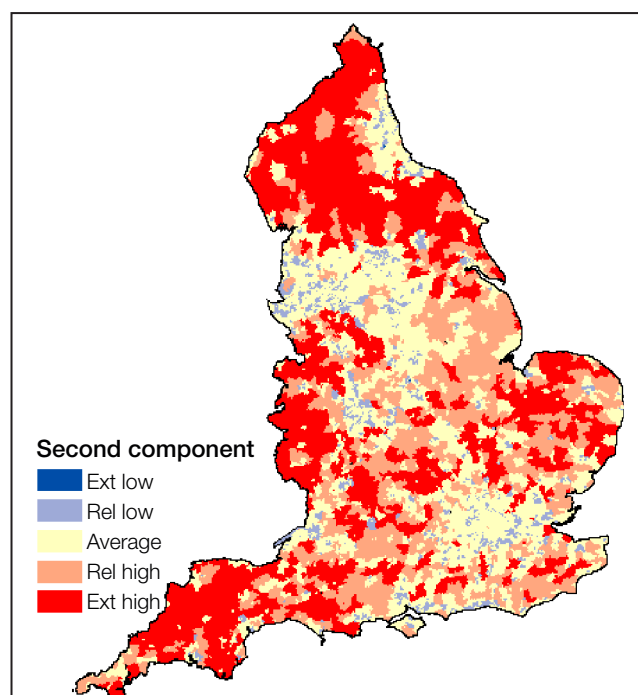 Second component
Ext low
Rel low
Average
Rel high
Ext high